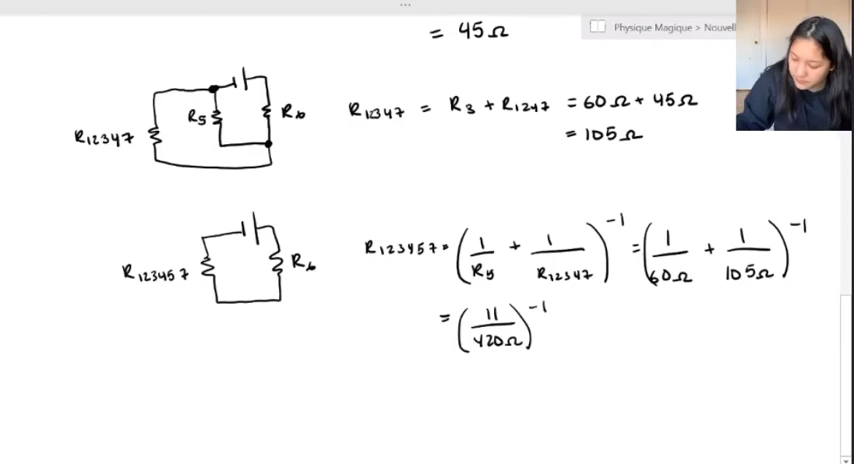 = 45Ω
Physique Magique > Nouvell
R12347 R5 R6
R12347 = R3 + R1247 = 60Ω + 45Ω
= 105Ω
R123457 R6
R123457 = (1/R5 + 1/R12347)^-1 = (1/60Ω + 1/105Ω)^-1
= (11/420Ω)^-1